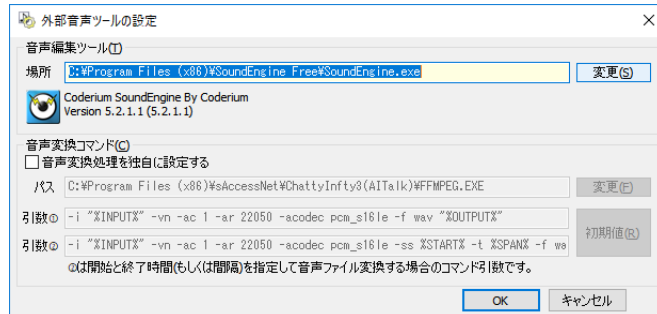 外部音声ツールの設定
音声編集ツール(T)
場所 C:¥Program Files (x86)¥SoundEngine Free¥SoundEngine.exe 変更(S)
Coderium SoundEngine By Coderium
Version 5.2.1.1 (5.2.1.1)
音声変換コマンド(C)
音声変換処理を独自に設定する
パス C:¥Program Files (x86)¥sAccessNet¥ChattyInfty3(AITalk)¥FFMPEG.EXE 変更(F)
引数① -i "%INPUT%" -vn -ac 1 -ar 22050 -acodec pcm_s16le -f wav "%OUTPUT%"
初期値(R)
引数② -i "%INPUT%" -vn -ac 1 -ar 22050 -acodec pcm_s16le -ss %START% -t %SPAN% -f wa
②は開始と終了時間(もしくは間隔)を指定して音声ファイル変換する場合のコマンド引数です。
OK キャンセル